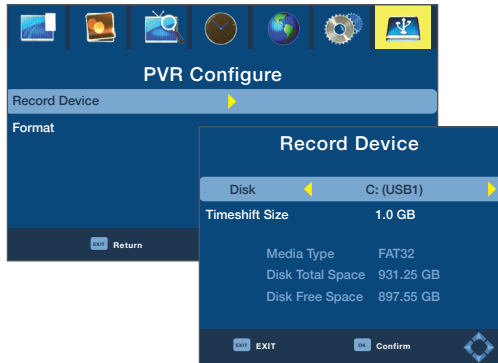 PVR Configure
Record Device
Format
EXIT Return
Record Device
Disk C: (USB1)
Timeshift Size 1.0 GB
Media Type FAT32
Disk Total Space 931.25 GB
Disk Free Space 897.55 GB
EXIT EXIT OK Confirm